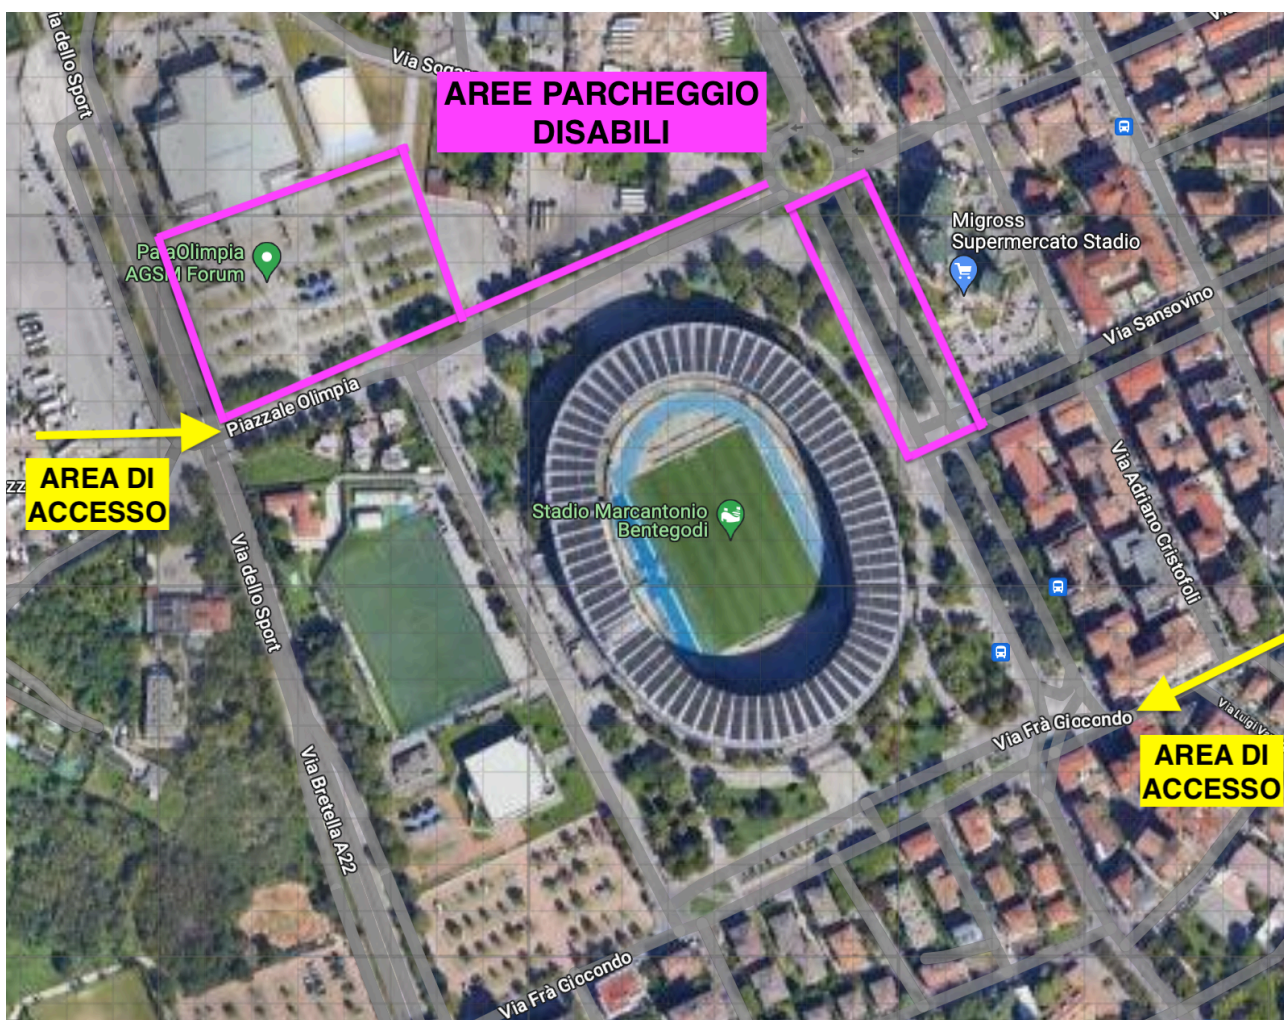 Via dello Sport
AREE PARCHEGGIO
DISABILI
Migross
Supermercato Stadio
PalaOlimpia
AGSM Forum
Via Sansovino
Piazzale Olimpia
AREA DI
ACCESSO
Stadio Marcantonio
Bentegodi
Via Adriano Cristofoli
Via dello Sport
Via Frà Giocondo
AREA DI
ACCESSO
Via Bretella A22
Via Frà Giocondo